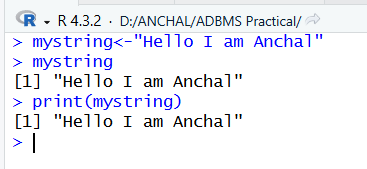 R R 4.3.2 · D:/ANCHAL/ADBMS Practical/
> mystring<-"Hello I am Anchal"
> mystring
[1] "Hello I am Anchal"
> print(mystring)
[1] "Hello I am Anchal"
>